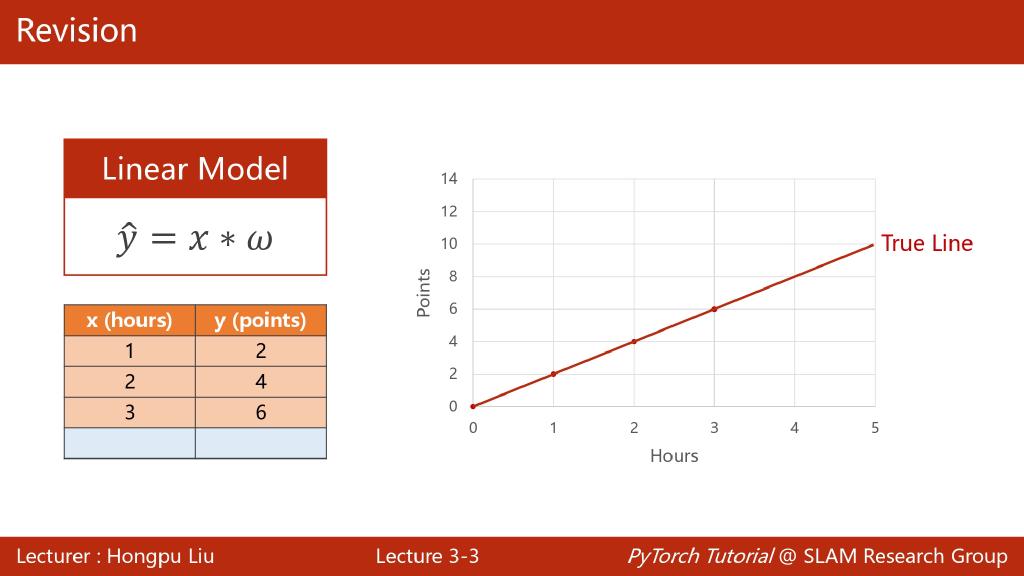 Revision
Linear Model
ŷ = x ∗ ω
x (hours) y (points)
1 2
2 4
3 6
14
12
10
8
6
4
2
0
Points
0 1 2 3 4 5
Hours
True Line
Lecturer : Hongpu Liu Lecture 3-3 PyTorch Tutorial @ SLAM Research Group